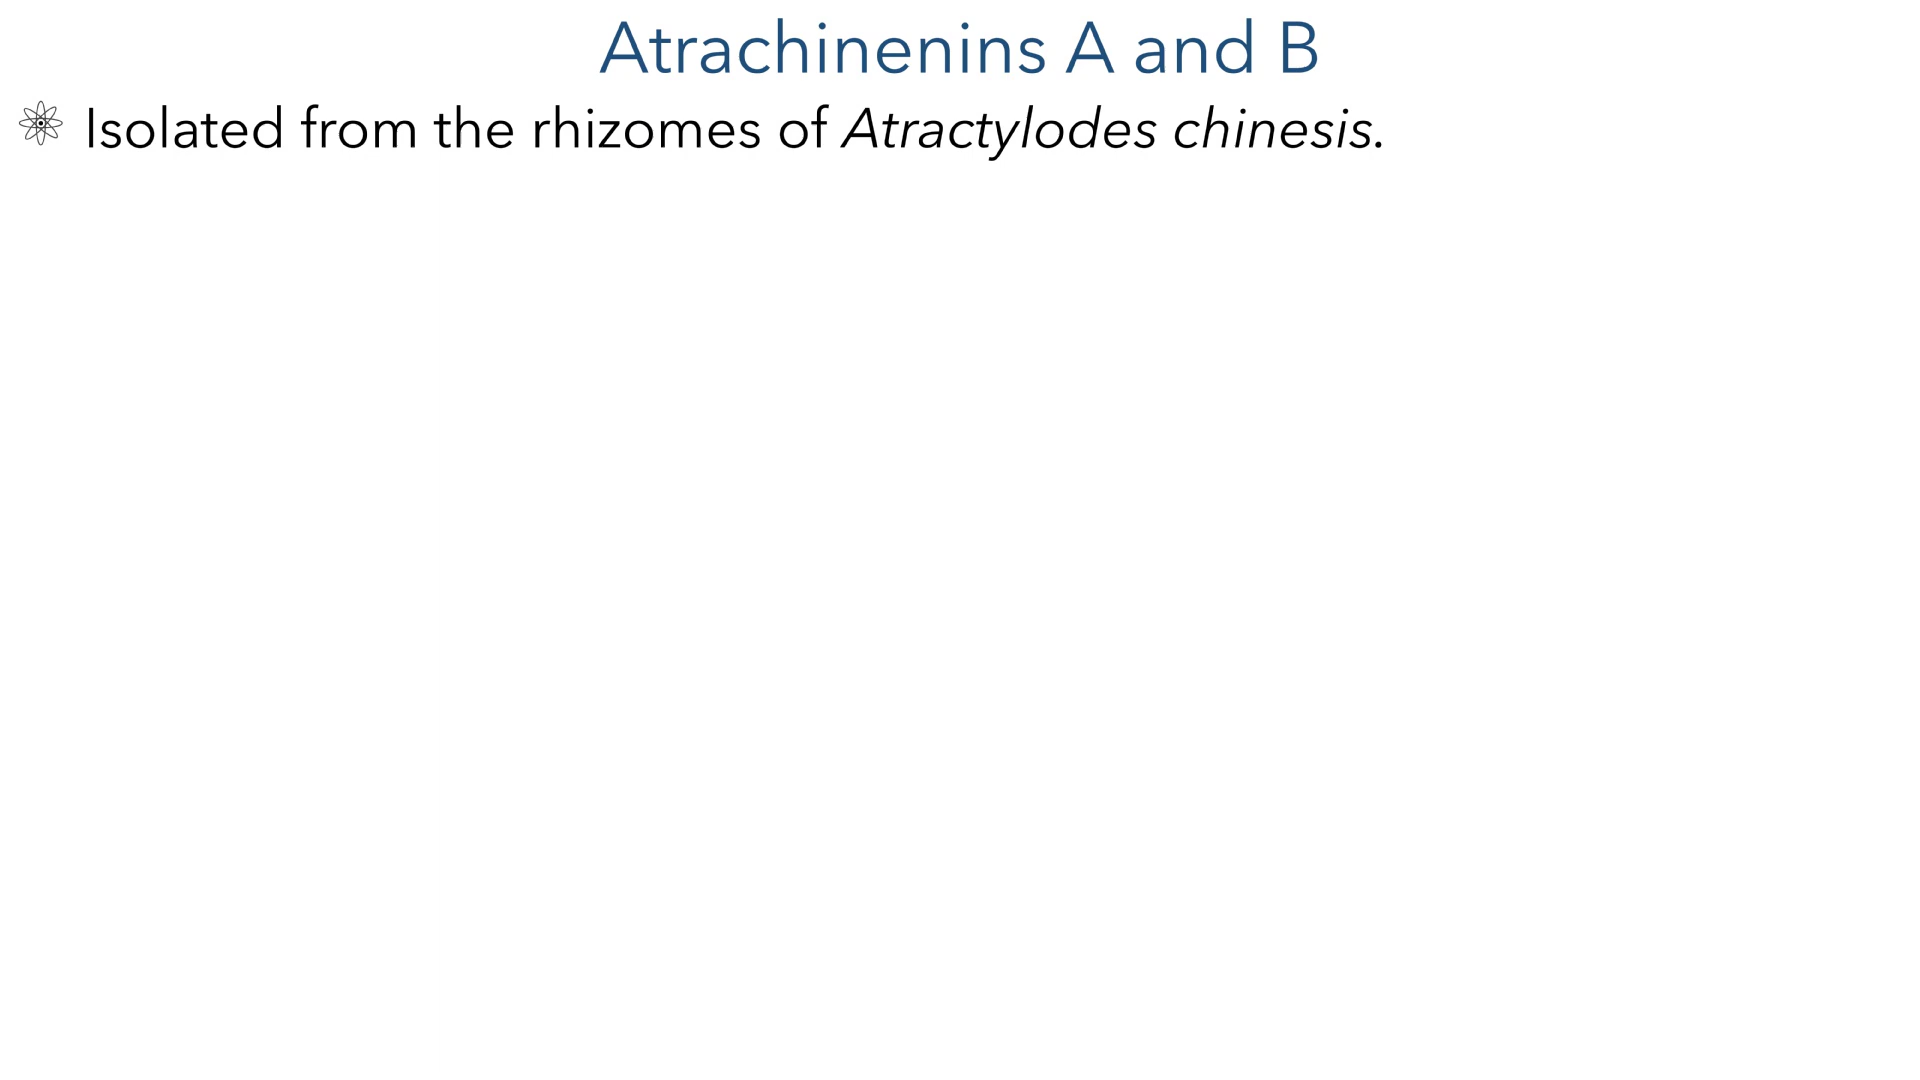 Atrachinenins A and B
Isolated from the rhizomes of Atractylodes chinesis.